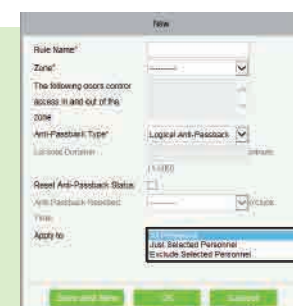 New
Rule Name*
Zone*
---------
The following doors control
access in and out of the
zone
Anti-Passback Type*
Logical Anti-Passback
Lockout Duration
minute
Reset Anti-Passback Status
Anti-Passback
Time
Apply to
All Personnel
Just Selected Personnel
Exclude Selected Personnel
Save and New
OK
Cancel